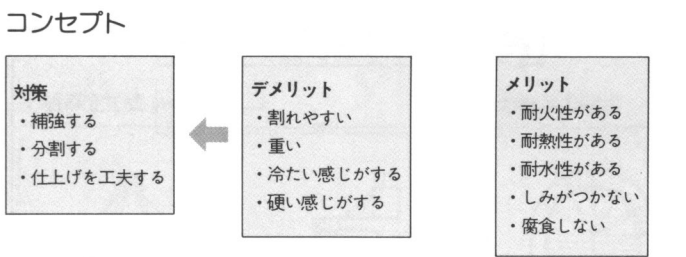 コンセプト
対策
・補強する
・分割する
・仕上げを工夫する
デメリット
・割れやすい
・重い
・冷たい感じがする
・硬い感じがする
メリット
・耐火性がある
・耐熱性がある
・耐水性がある
・しみがつかない
・腐食しない